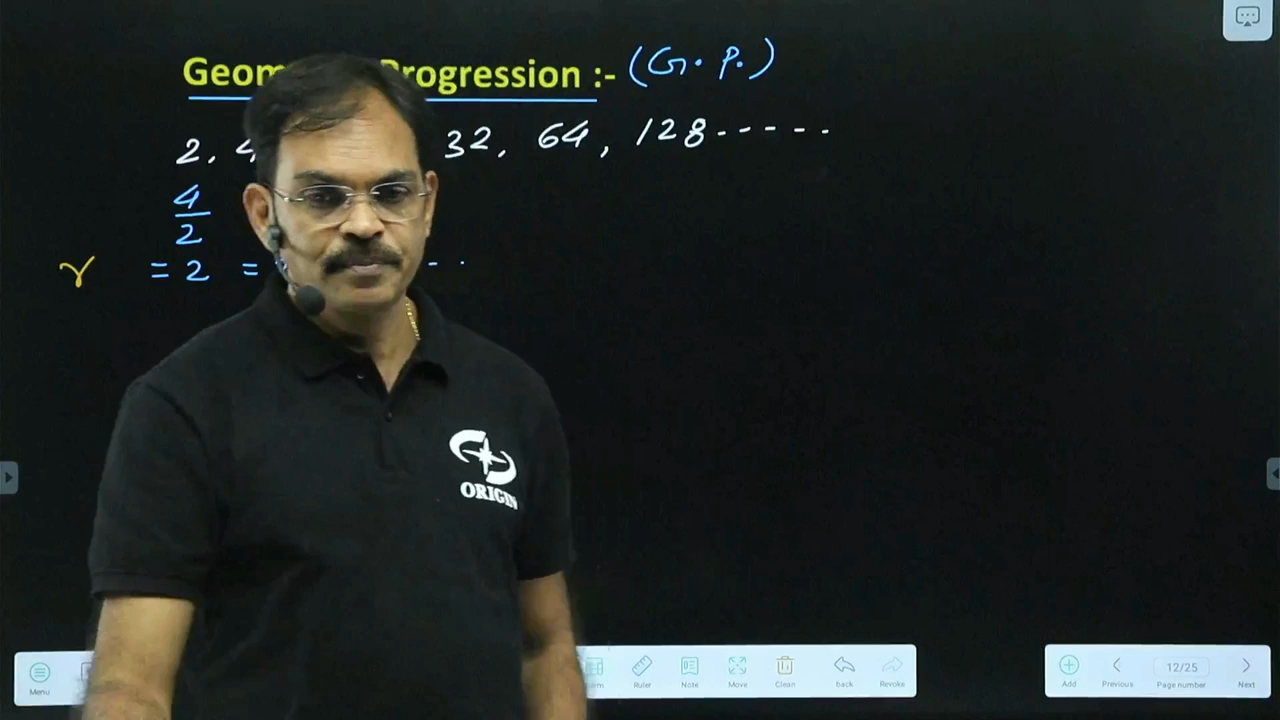 Geom Progression :- (G.P.)
2, 4 32, 64, 128-----
4
2
r = 2 = - ..
ORIGIN
Menu Ruler Note Move Clean back Revoke
Add Previous 12/25 Page number Next